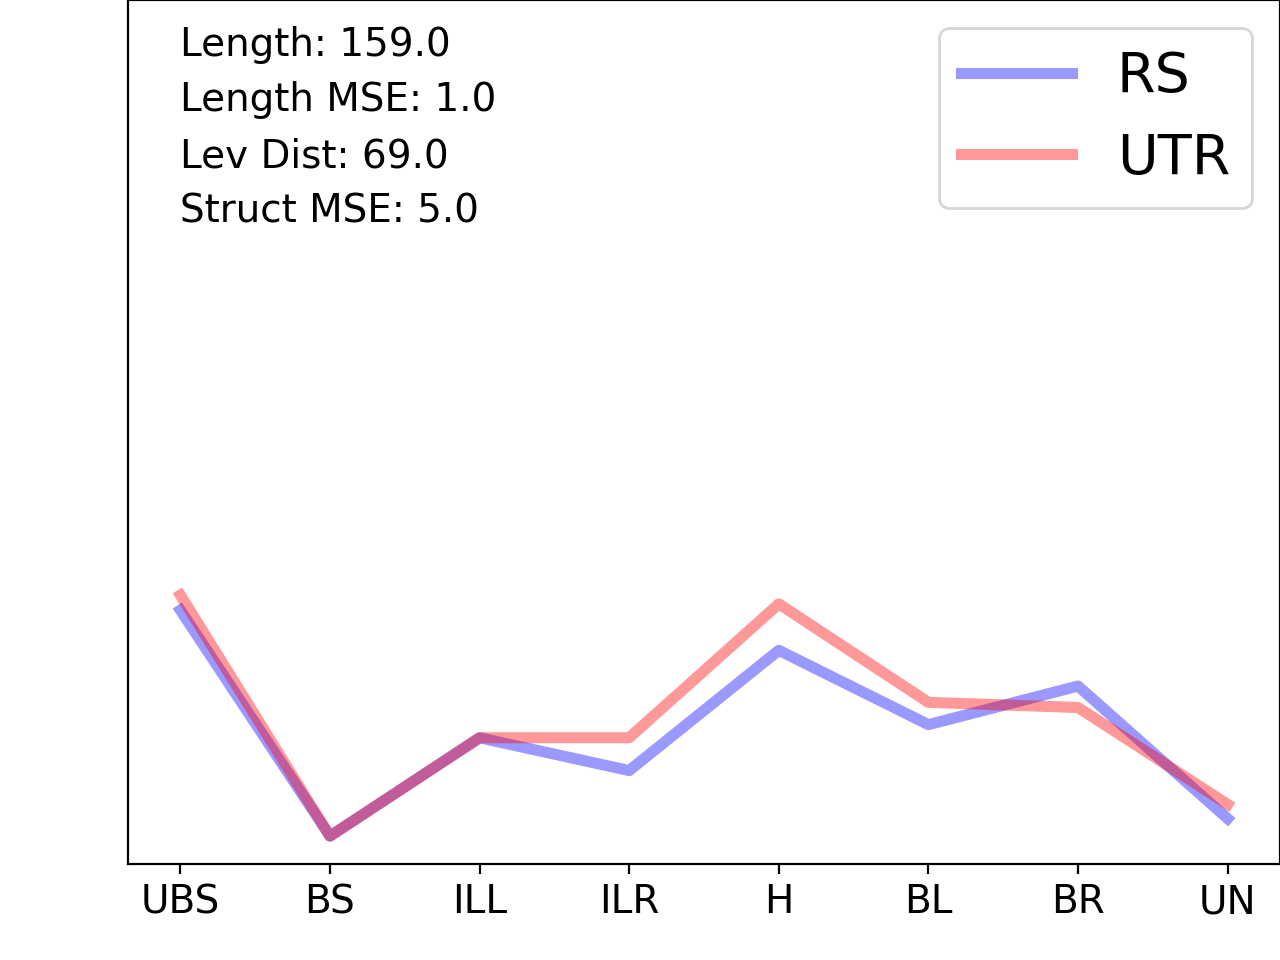 Length: 159.0
Length MSE: 1.0
Lev Dist: 69.0
Struct MSE: 5.0
RS
UTR
UBS BS ILL ILR H BL BR UN